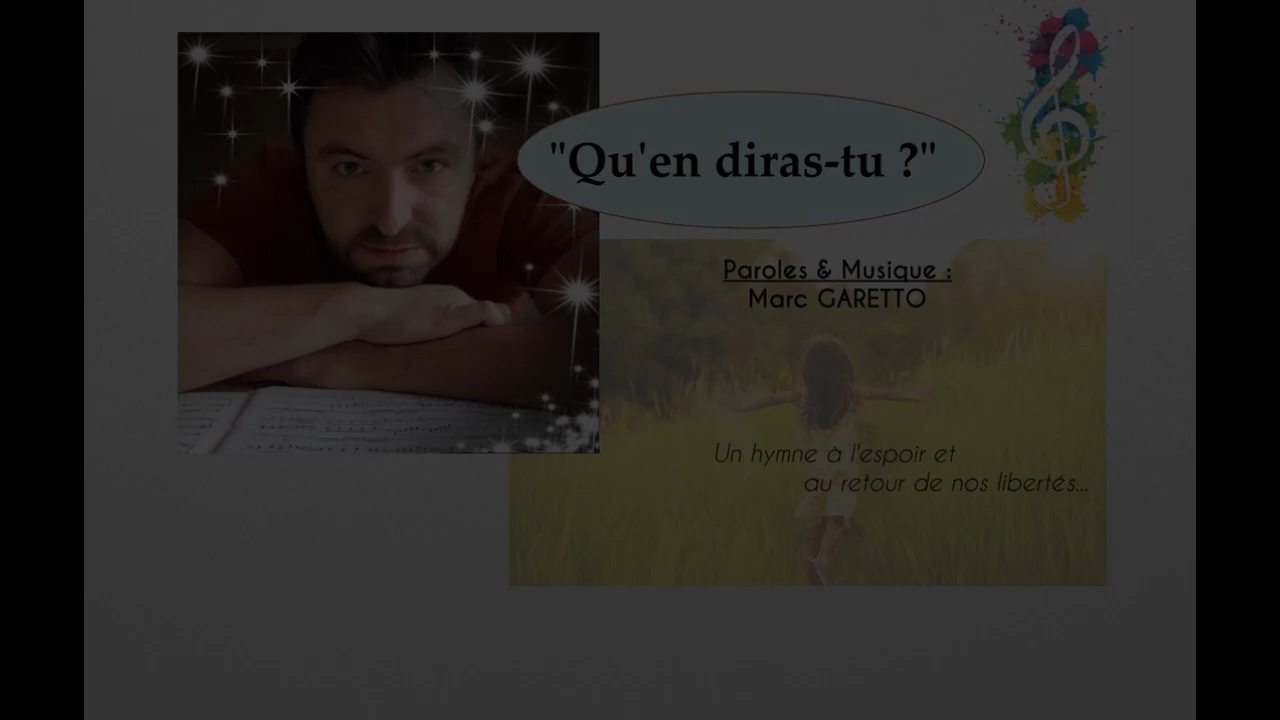 "Qu'en diras-tu ?"
Paroles & Musique :
Marc GARETTO
Un hymne à l'espoir et
au retour de nos libertés...